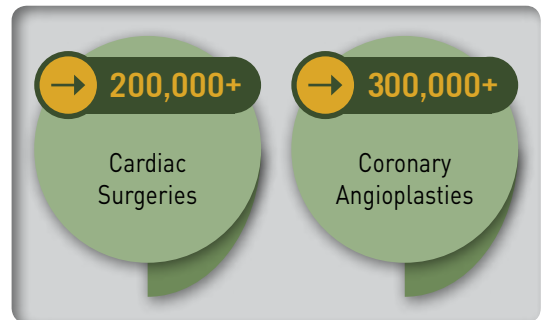 200,000+
Cardiac
Surgeries
300,000+
Coronary
Angioplasties